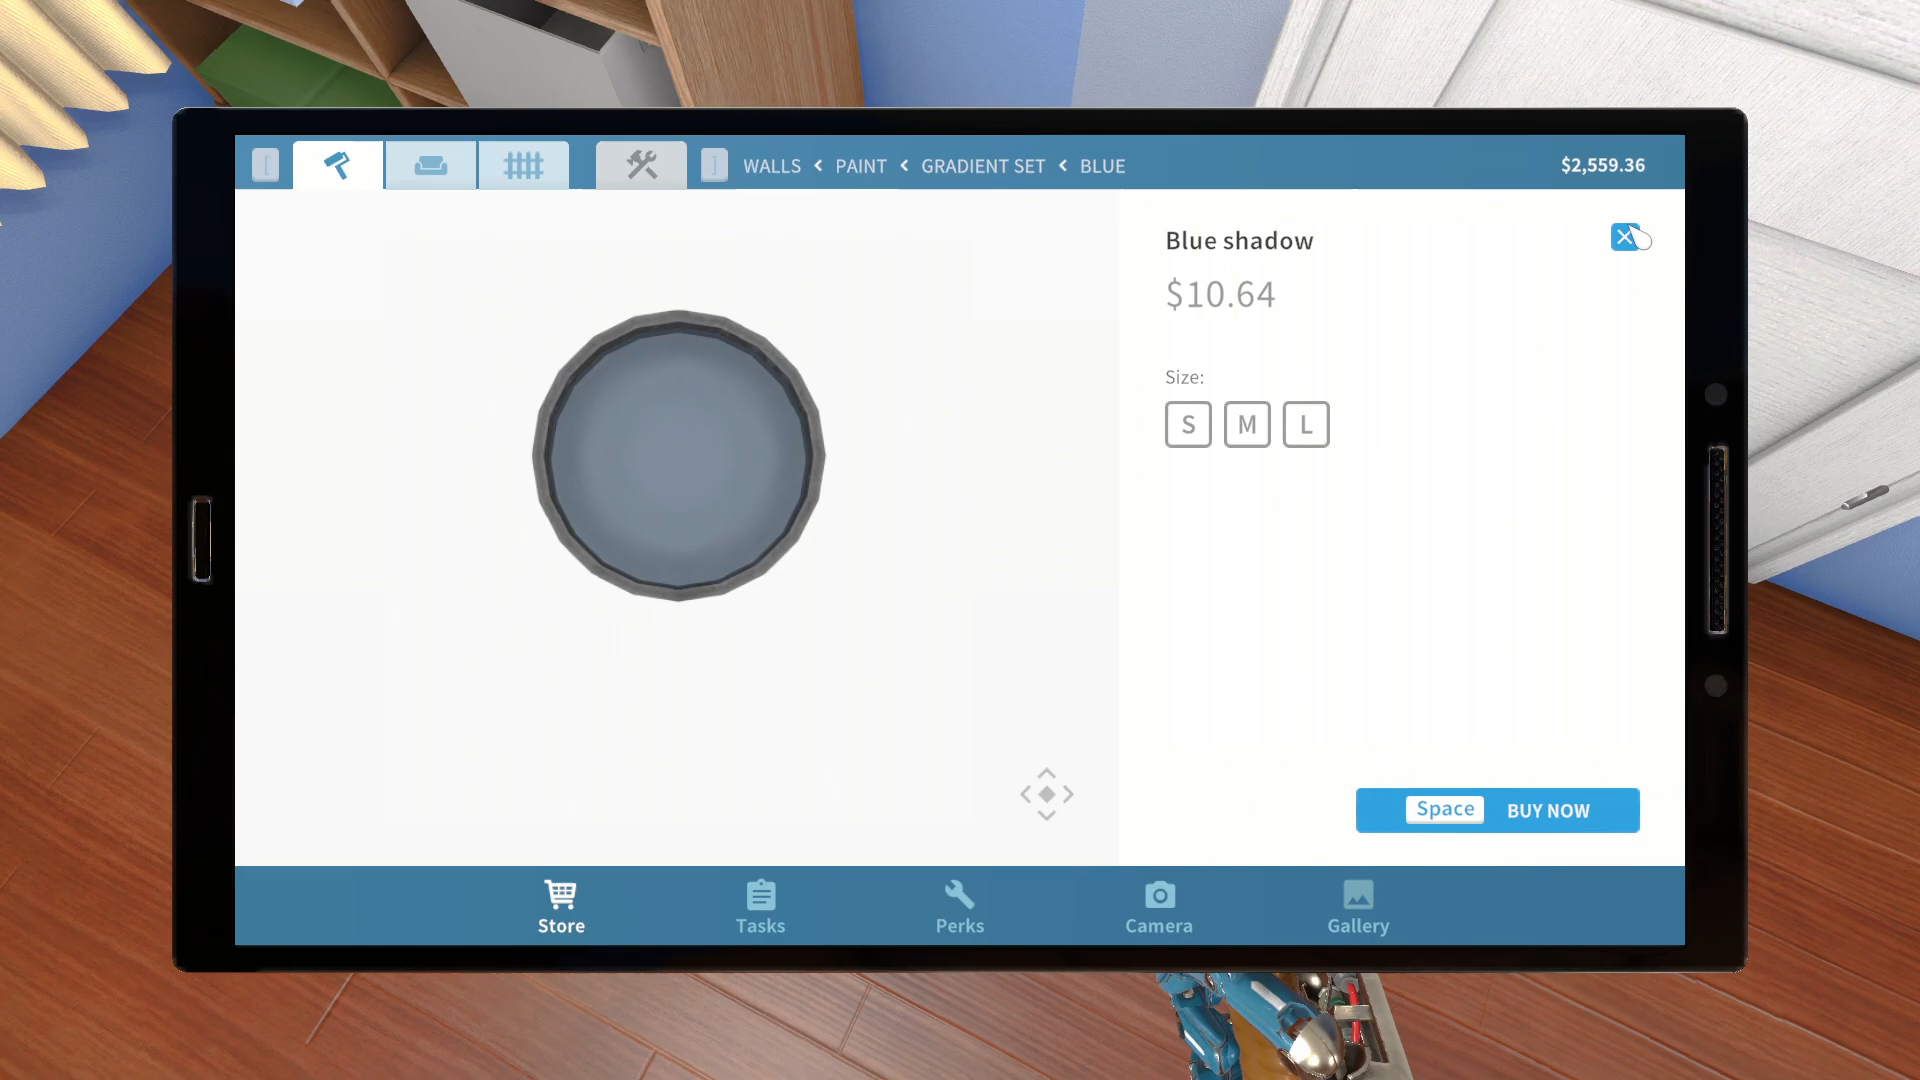 [
] WALLS < PAINT < GRADIENT SET < BLUE
$2,559.36
Blue shadow
$10.64
Size:
S M L
Space BUY NOW
Store Tasks Perks Camera Gallery